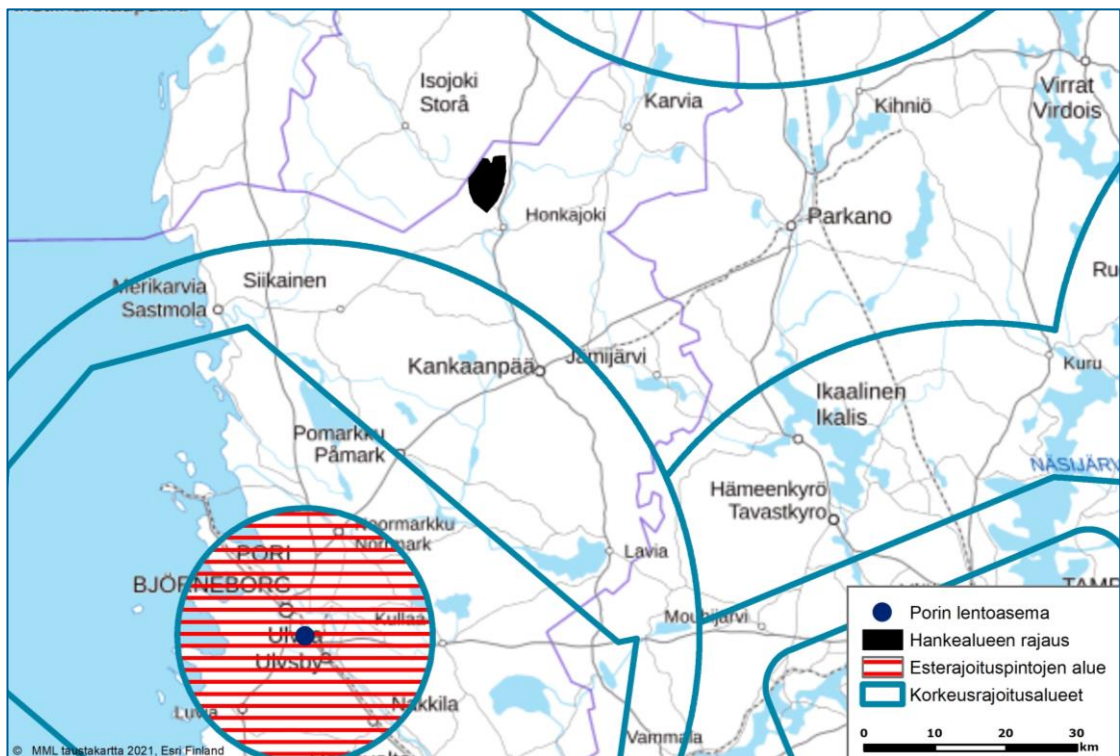 Isojoki
Storå
Karvia
Kihniö
Virrat
Virdois
Honkajoki
Parkano
Merikarvia
Sastmola
Siikainen
Kankaanpää
Jämijärvi
Kuru
Ikaalinen
Ikalis
Pomarkku
Påmark
NÄSIJÄRV
Hämeenkyrö
Tavastkyro
Noormarkku
Norrmark
PORI
BJÖRNEBORG
Lavia
Mouhijärvi
Kullaa
Ulvila
Ulvsby
Nakkila
Luvia
Vammala
TAMP
Porin lentoasema
Hankealueen rajaus
Esterajoituspintojen alue
Korkeusrajoitusalueet
0 10 20 30
km
© MML taustakartta 2021, Esri Finland